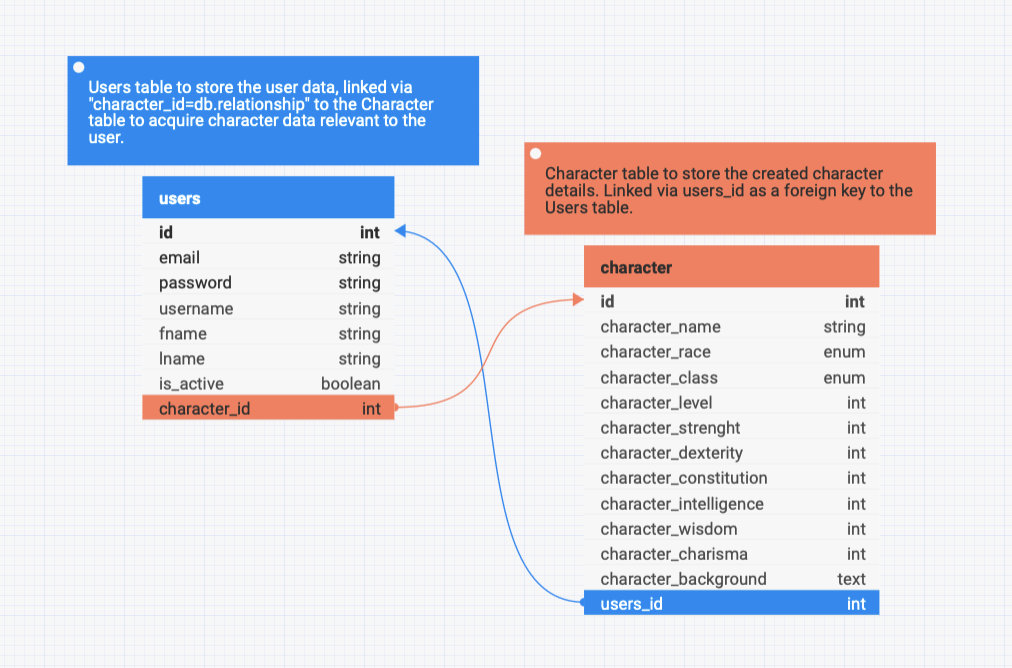 Users table to store the user data, linked via
"character_id=db.relationship" to the Character
table to acquire character data relevant to the
user.
users
id int
email string
password string
username string
fname string
lname string
is_active boolean
character_id int
Character table to store the created character
details. Linked via users_id as a foreign key to the
Users table.
character
id int
character_name string
character_race enum
character_class enum
character_level int
character_strenght int
character_dexterity int
character_constitution int
character_intelligence int
character_wisdom int
character_charisma int
character_background text
users_id int